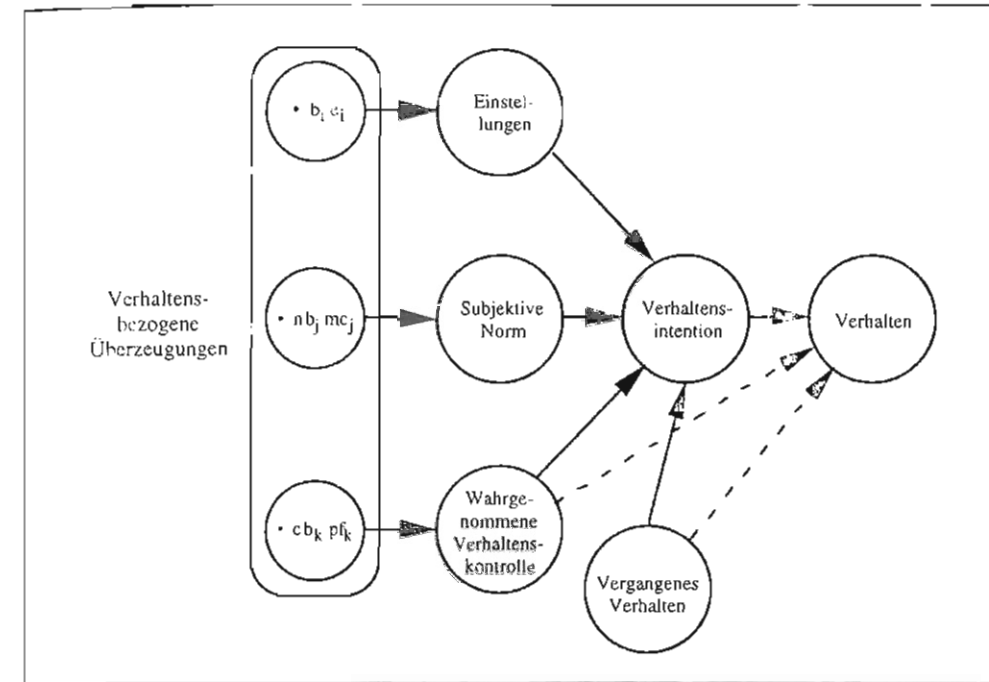 • b_i e_i
Einstel-
lungen
Verhaltens-
bezogene
Überzeugungen
• nb_j mc_j
Subjektive
Norm
Verhaltens-
intention
Verhalten
• cb_k pf_k
Wahrge-
nommene
Verhaltens-
kontrolle
Vergangenes
Verhalten